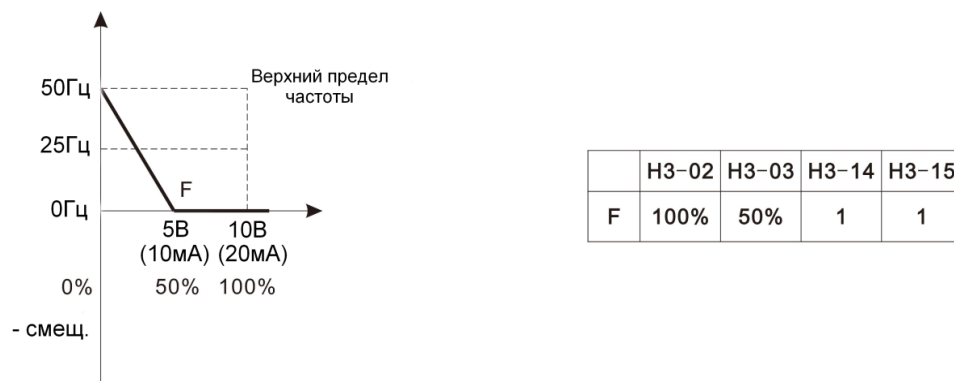 50Гц
Верхний предел
частоты
25Гц
F
0Гц
5В 10В
(10мА) (20мА)
0% 50% 100%
- смещ.
H3-02 H3-03 H3-14 H3-15
F 100% 50% 1 1